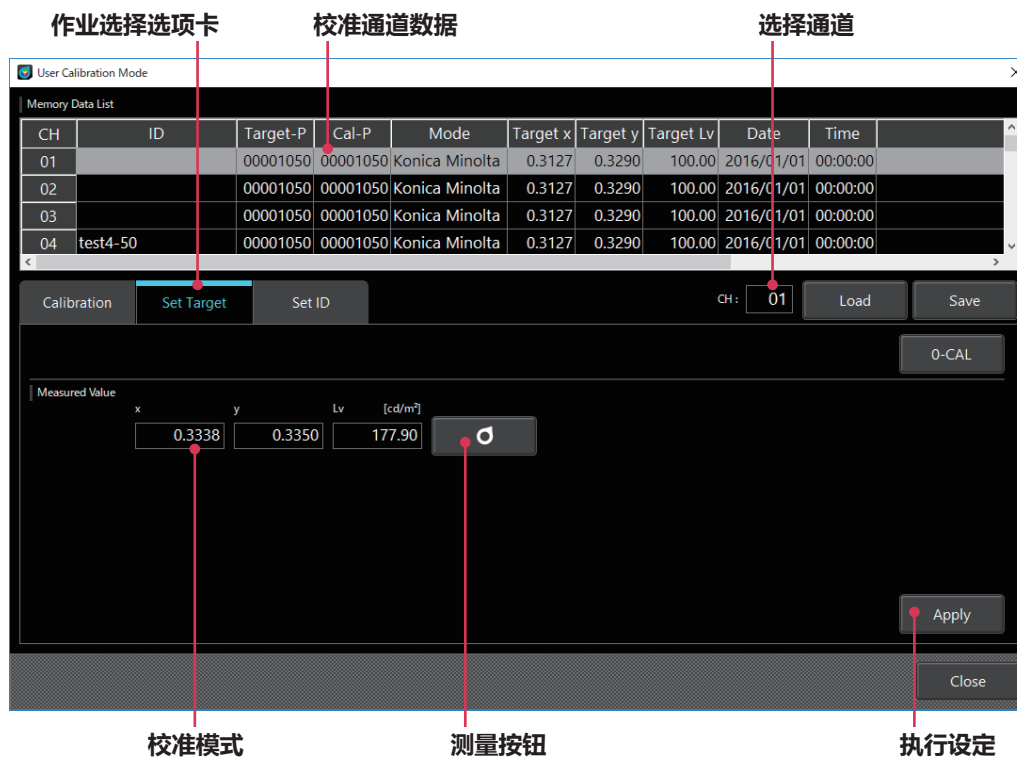 作业选择选项卡 校准通道数据 选择通道
User Calibration Mode
Memory Data List
CH ID Target-P Cal-P Mode Target x Target y Target Lv Date Time
01 00001050 00001050 Konica Minolta 0.3127 0.3290 100.00 2016/01/01 00:00:00
02 00001050 00001050 Konica Minolta 0.3127 0.3290 100.00 2016/01/01 00:00:00
03 00001050 00001050 Konica Minolta 0.3127 0.3290 100.00 2016/01/01 00:00:00
04 test4-50 00001050 00001050 Konica Minolta 0.3127 0.3290 100.00 2016/01/01 00:00:00
Calibration Set Target Set ID CH : 01 Load Save
0-CAL
Measured Value
x y Lv [cd/m²]
0.3338 0.3350 177.90
Apply
Close
校准模式 测量按钮 执行设定